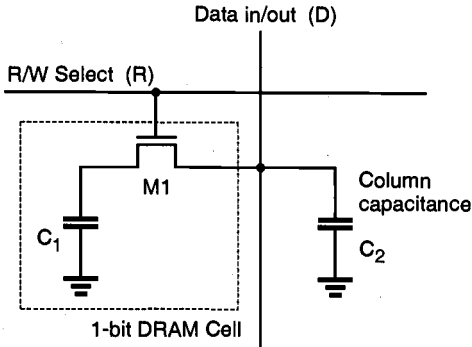 Data in/out (D)
R/W Select (R)
M1
C1
Column
capacitance
C2
1-bit DRAM Cell